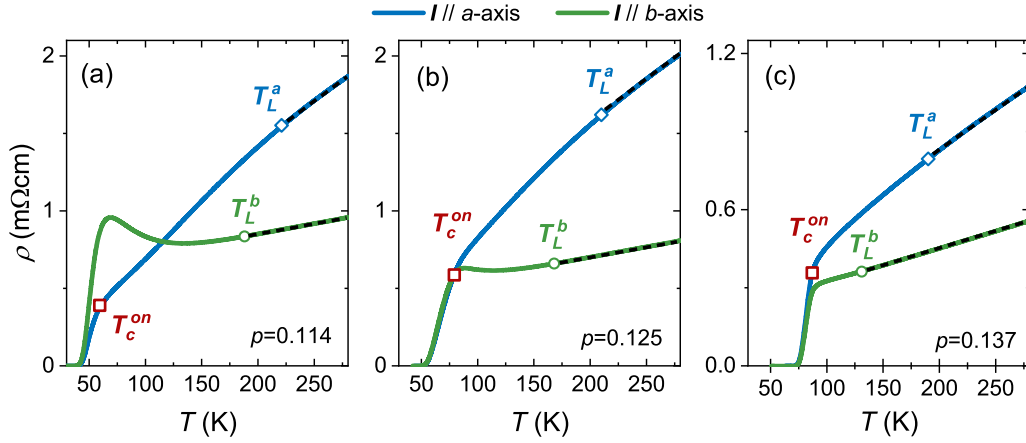 I // a-axis I // b-axis
(a) (b) (c)
2 2 1.2
T_L^a T_L^a T_L^a
1 1 0.6
T_L^b T_L^b T_L^b
T_c^on T_c^on T_c^on
p=0.114 p=0.125 p=0.137
0 0 0.0
50 100 150 200 250 50 100 150 200 250 50 100 150 200 250
T (K) T (K) T (K)
ρ (mΩcm)